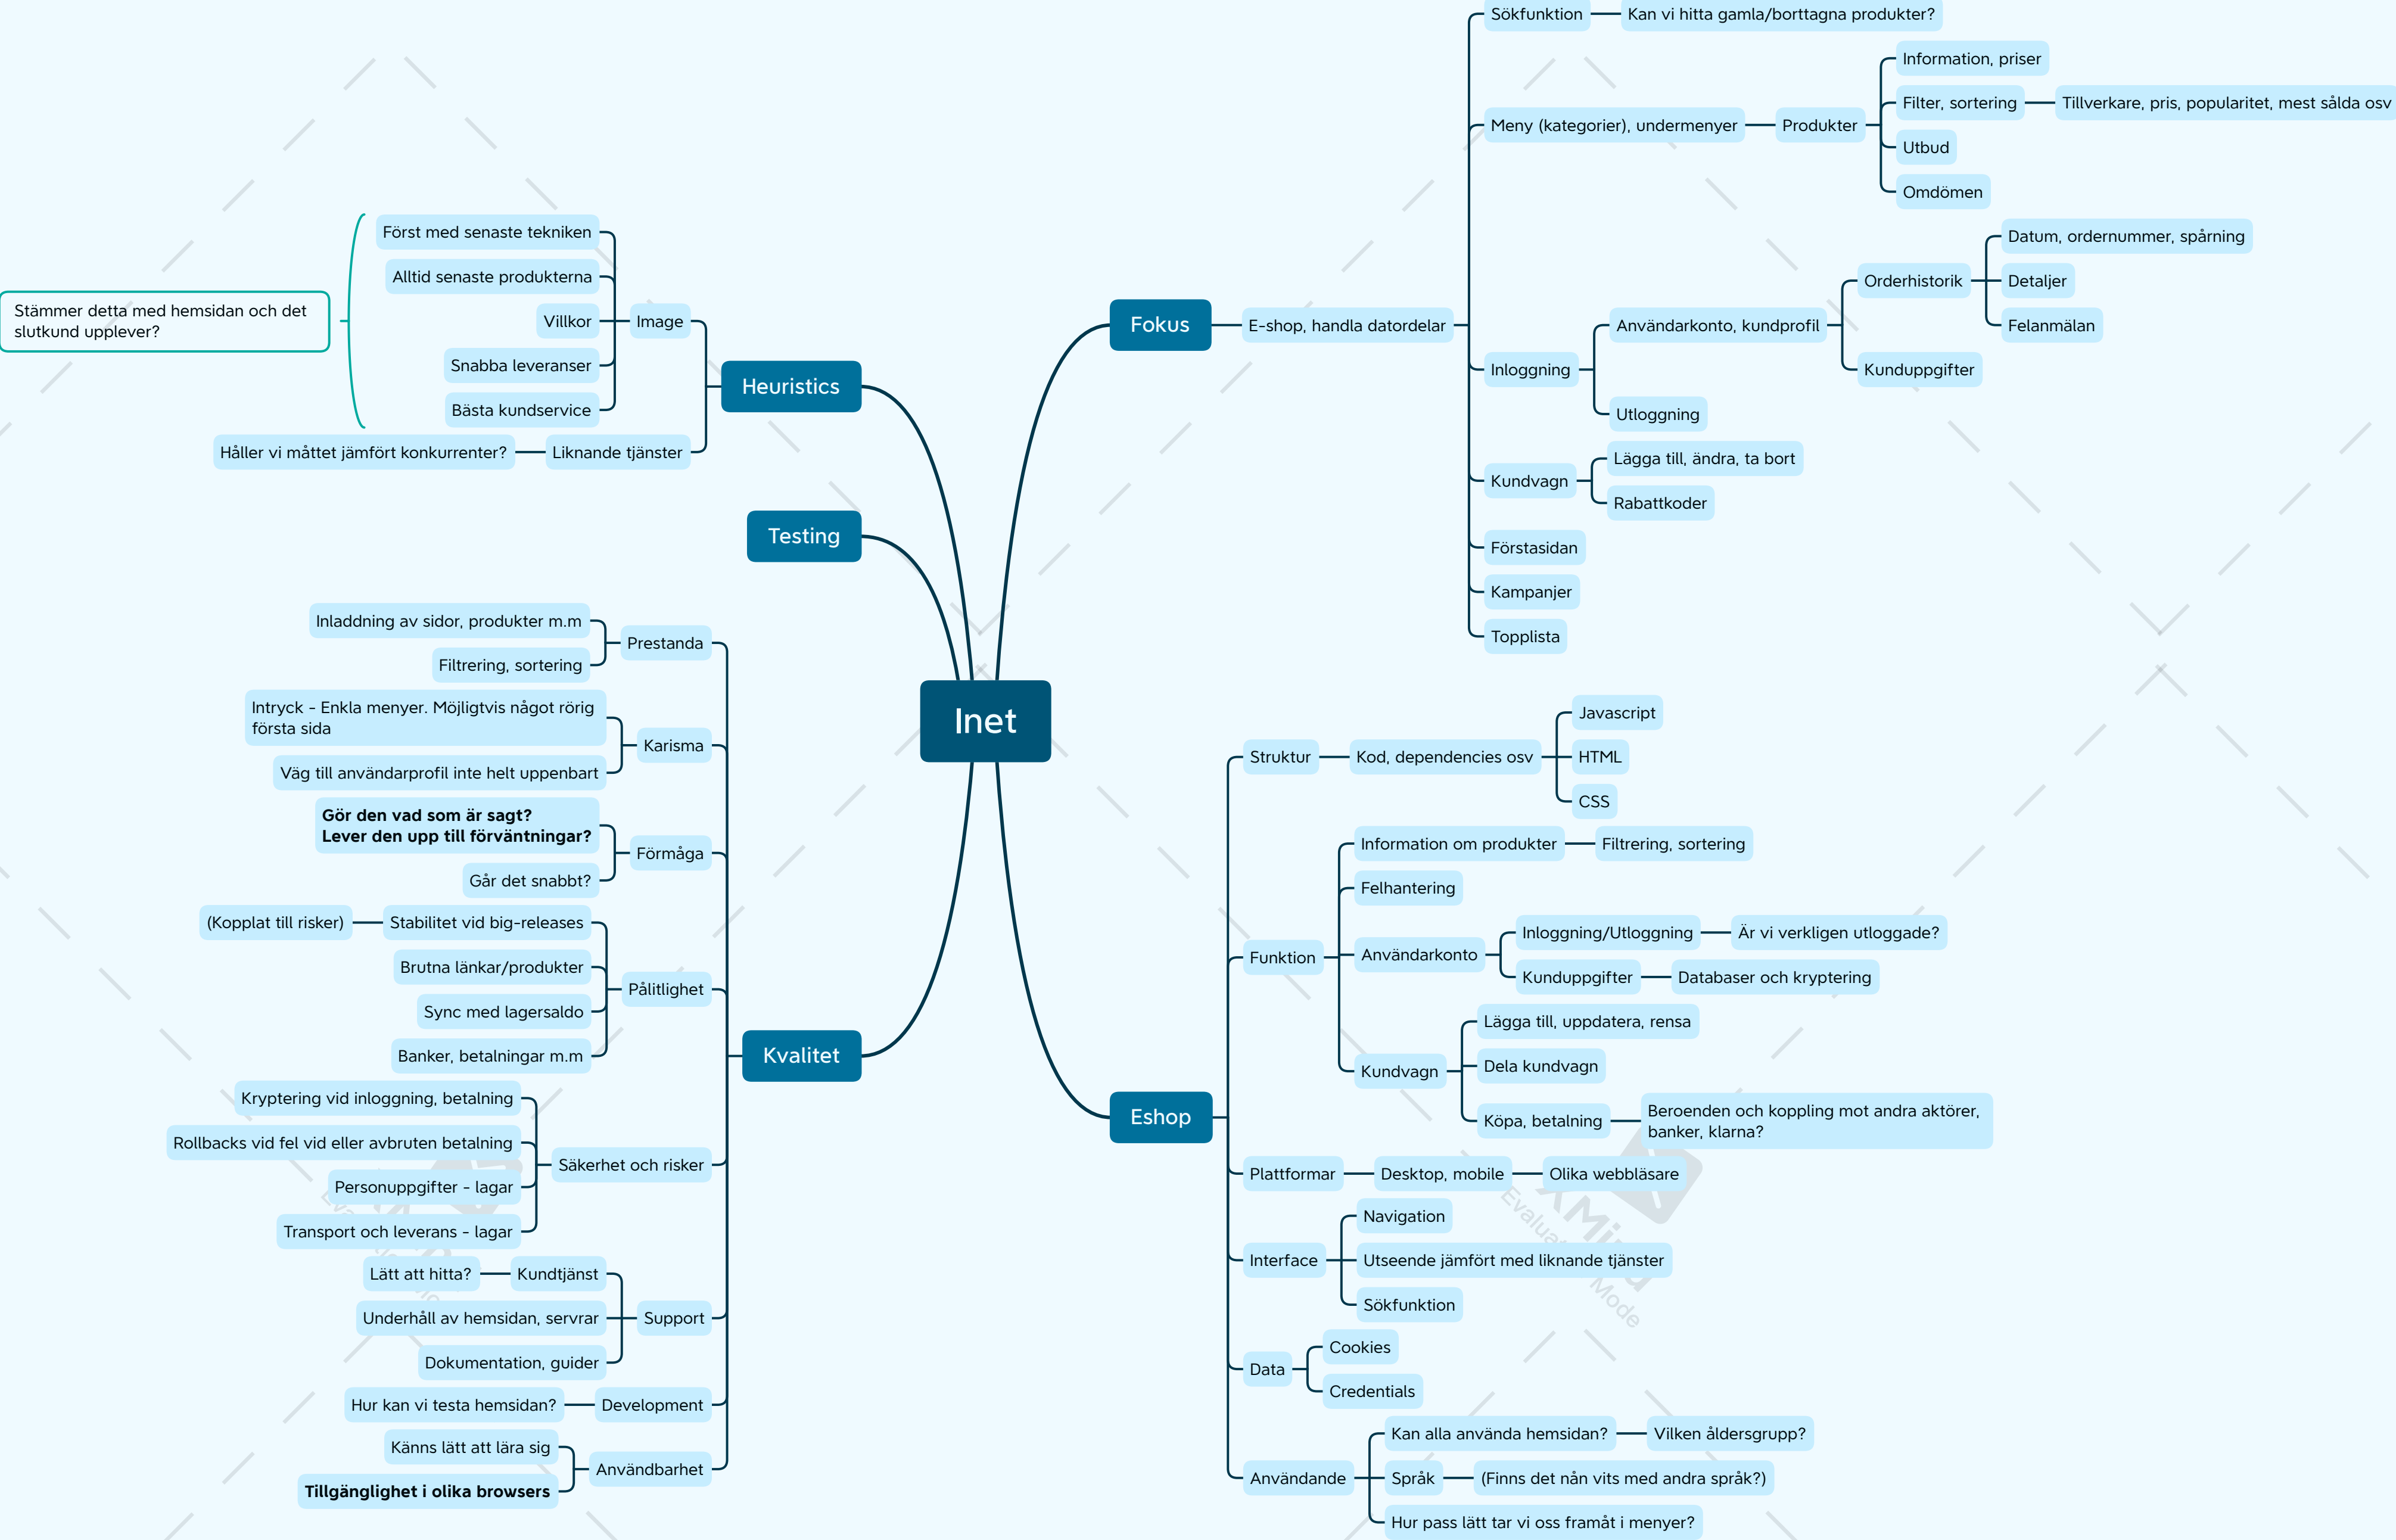 Inet
Fokus
E-shop, handla datordelar
Sökfunktion
Kan vi hitta gamla/borttagna produkter?
Meny (kategorier), undermenyer
Produkter
Information, priser
Filter, sortering
Tillverkare, pris, popularitet, mest sålda osv
Utbud
Omdömen
Inloggning
Användarkonto, kundprofil
Orderhistorik
Datum, ordernummer, spårning
Detaljer
Felanmälan
Kunduppgifter
Utloggning
Kundvagn
Lägga till, ändra, ta bort
Rabattkoder
Förstasidan
Kampanjer
Topplista
Eshop
Struktur
Kod, dependencies osv
Javascript
HTML
CSS
Funktion
Information om produkter
Filtrering, sortering
Felhantering
Användarkonto
Inloggning/Utloggning
Är vi verkligen utloggade?
Kunduppgifter
Databaser och kryptering
Kundvagn
Lägga till, uppdatera, rensa
Dela kundvagn
Köpa, betalning
Beroenden och koppling mot andra aktörer,
banker, klarna?
Plattformar
Desktop, mobile
Olika webbläsare
Interface
Navigation
Utseende jämfört med liknande tjänster
Sökfunktion
Data
Cookies
Credentials
Användande
Kan alla använda hemsidan?
Vilken åldersgrupp?
Språk
(Finns det nån vits med andra språk?)
Hur pass lätt tar vi oss framåt i menyer?
Heuristics
Image
Först med senaste tekniken
Alltid senaste produkterna
Villkor
Snabba leveranser
Bästa kundservice
Stämmer detta med hemsidan och det
slutkund upplever?
Liknande tjänster
Håller vi måttet jämfört konkurrenter?
Testing
Kvalitet
Prestanda
Inladdning av sidor, produkter m.m
Filtrering, sortering
Karisma
Intryck - Enkla menyer. Möjligtvis något rörig
första sida
Väg till användarprofil inte helt uppenbart
Förmåga
Gör den vad som är sagt?
Lever den upp till förväntningar?
Går det snabbt?
Pålitlighet
Stabilitet vid big-releases
(Kopplat till risker)
Brutna länkar/produkter
Sync med lagersaldo
Banker, betalningar m.m
Säkerhet och risker
Kryptering vid inloggning, betalning
Rollbacks vid fel vid eller avbruten betalning
Personuppgifter - lagar
Transport och leverans - lagar
Support
Kundtjänst
Lätt att hitta?
Underhåll av hemsidan, servrar
Dokumentation, guider
Development
Hur kan vi testa hemsidan?
Användbarhet
Känns lätt att lära sig
Tillgänglighet i olika browsers